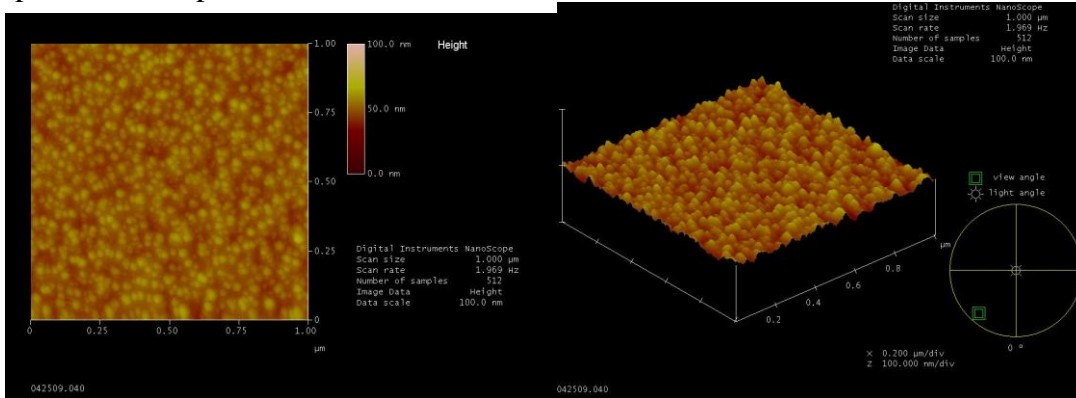 1.00
100.0 nm
Height
0.75
50.0 nm
0.50
0.0 nm
0.25
Digital Instruments NanoScope
Scan size 1.000 µm
Scan rate 1.969 Hz
Number of samples 512
Image Data Height
Data scale 100.0 nm
0
0 0.25 0.50 0.75 1.00
µm
042509.040
Digital Instruments NanoScope
Scan size 1.000 µm
Scan rate 1.969 Hz
Number of samples 512
Image Data Height
Data scale 100.0 nm
view angle
light angle
µm
0.8
0.6
0.4
0.2
0 °
X 0.200 µm/div
Z 100.000 nm/div
042509.040